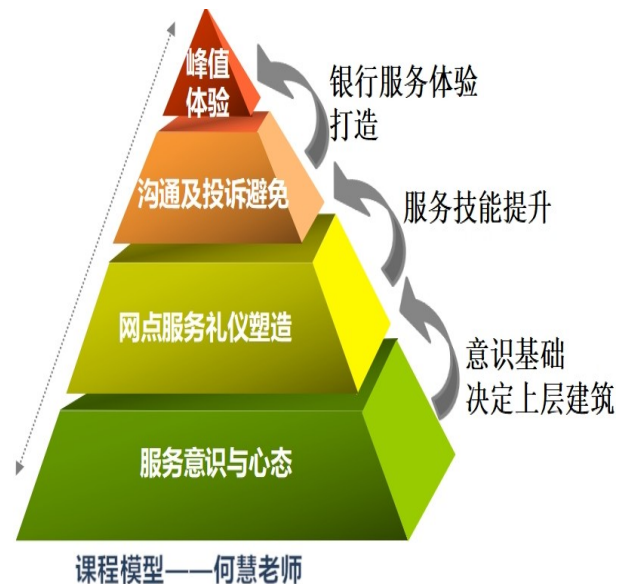 峰值
体验
银行服务体验
打造
沟通及投诉避免
服务技能提升
网点服务礼仪塑造
意识基础
决定上层建筑
服务意识与心态
课程模型——何慧老师